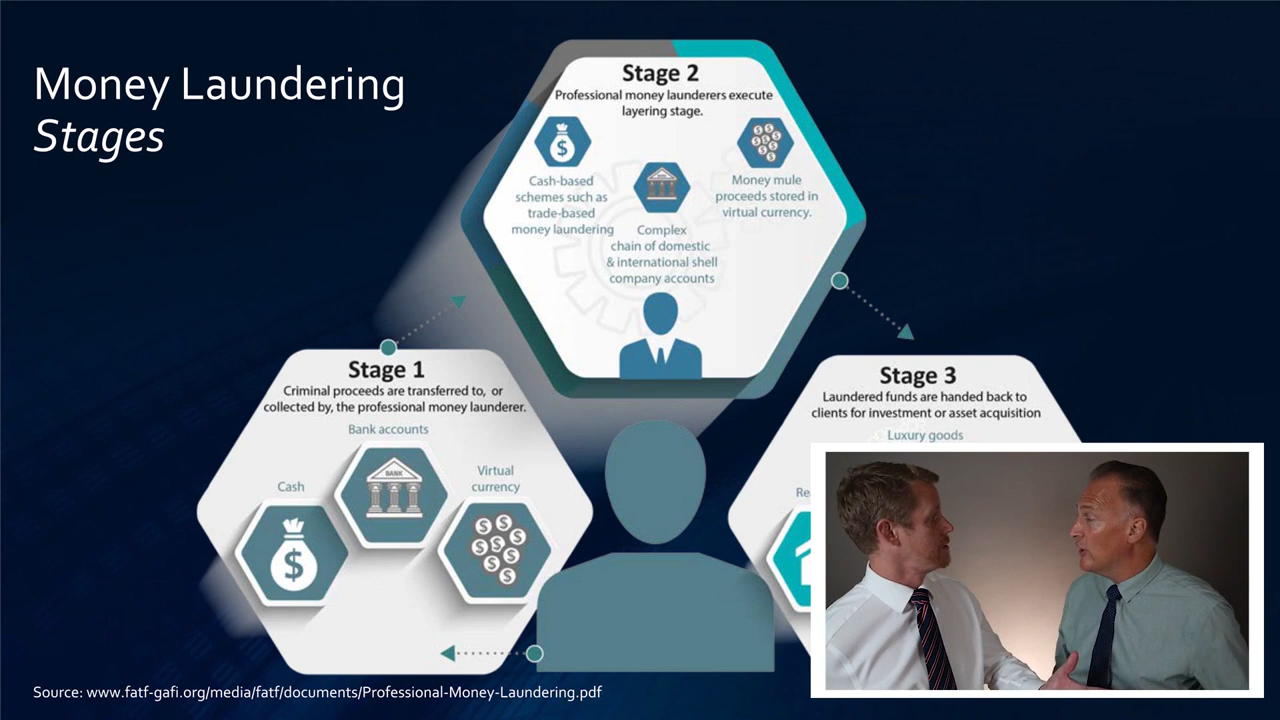 Money Laundering
Stages
Stage 2
Professional money launderers execute
layering stage.
Cash-based
schemes such as
trade-based
money laundering
Complex
chain of domestic
& international shell
company accounts
Money mule
proceeds stored in
virtual currency.
Stage 1
Criminal proceeds are transferred to, or
collected by, the professional money launderer.
Bank accounts
BANK
Cash
Virtual
currency
Stage 3
Laundered funds are handed back to
clients for investment or asset acquisition
Luxury goods
Source: www.fatf-gafi.org/media/fatf/documents/Professional-Money-Laundering.pdf